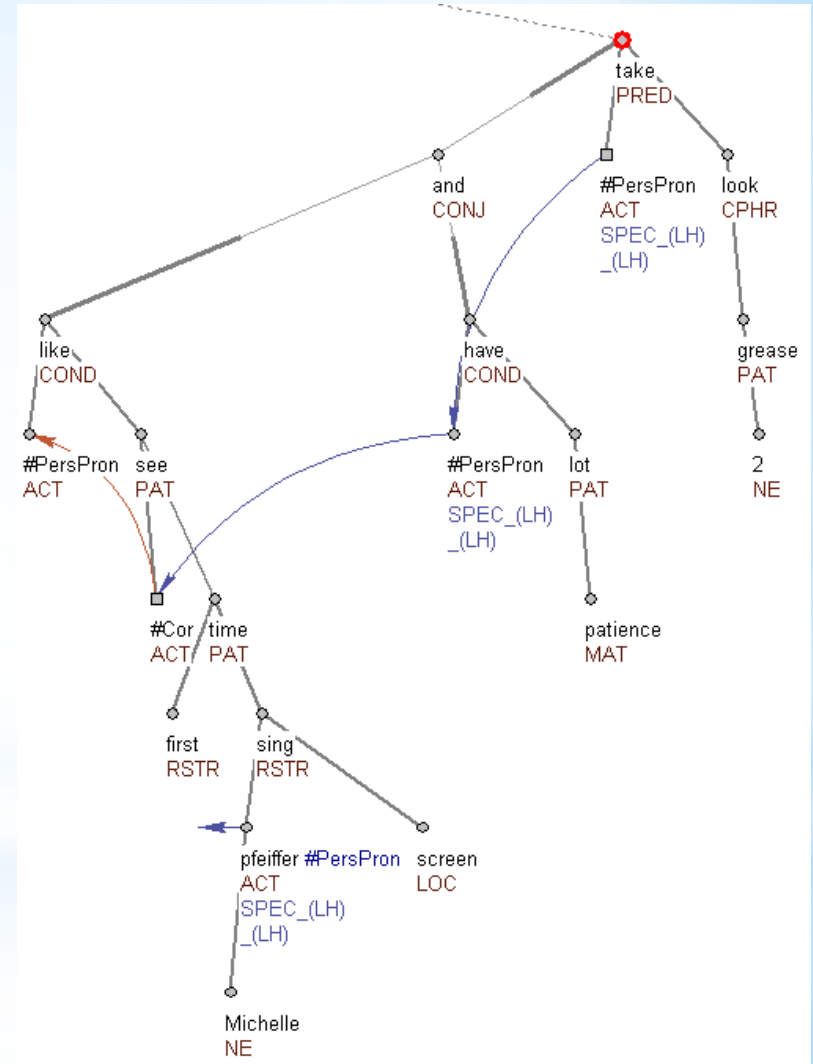 take
PRED
and
CONJ
#PersPron
ACT
SPEC_(LH)
_(LH)
look
CPHR
like
COND
have
COND
grease
PAT
#PersPron
ACT
see
PAT
#PersPron
ACT
SPEC_(LH)
_(LH)
lot
PAT
2
NE
#Cor
ACT
time
PAT
patience
MAT
first
RSTR
sing
RSTR
pfeiffer #PersPron
ACT
SPEC_(LH)
_(LH)
screen
LOC
Michelle
NE